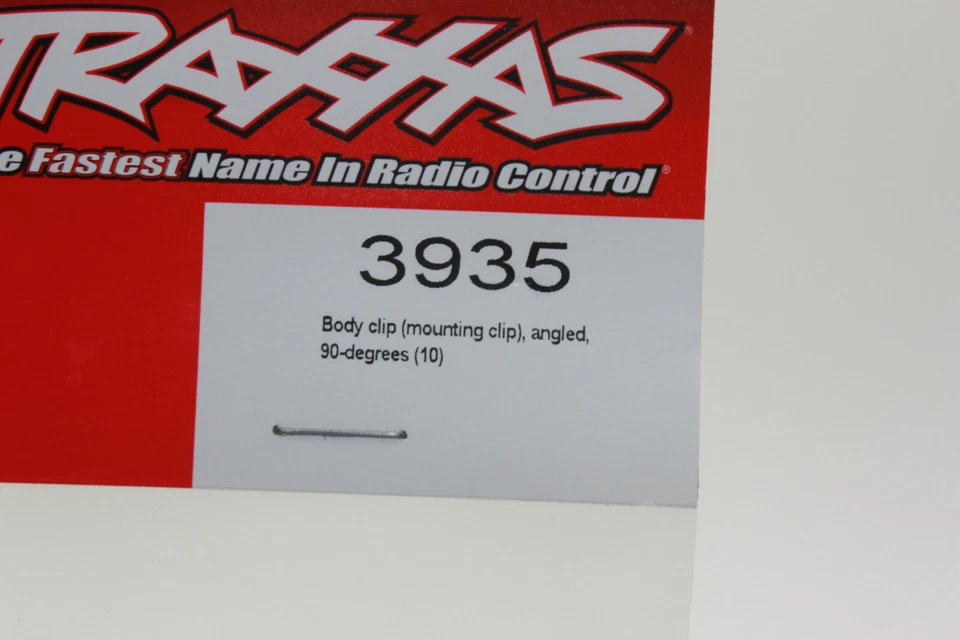 TRAXXAS®
e Fastest Name In Radio Control®
3935
Body clip (mounting clip), angled,
90-degrees (10)